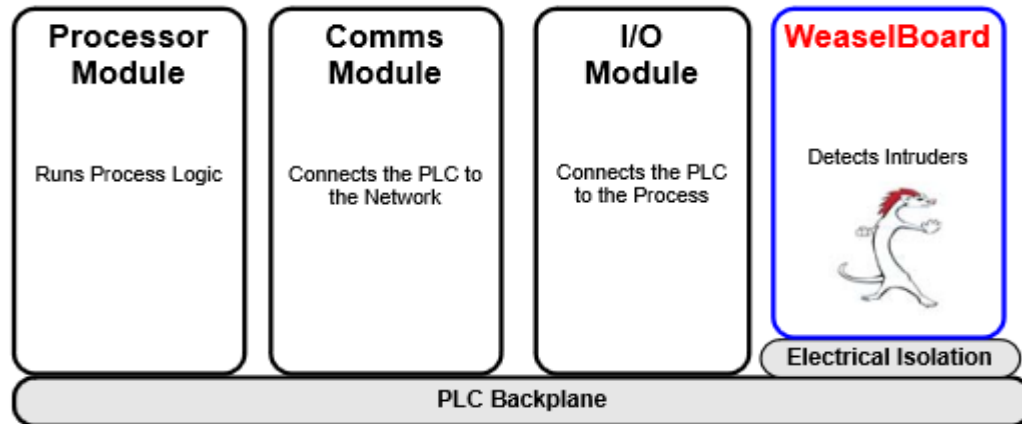 Processor
Module
Runs Process Logic
Comms
Module
Connects the PLC to
the Network
I/O
Module
Connects the PLC
to the Process
WeaselBoard
Detects Intruders
Electrical Isolation
PLC Backplane